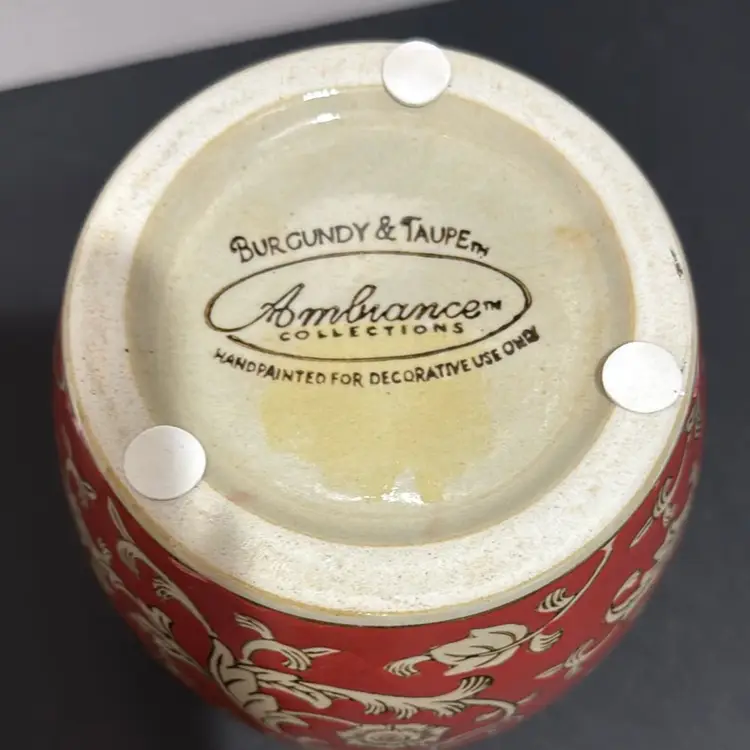 BURGUNDY & TAUPE™
Ambiance™
COLLECTIONS
HANDPAINTED FOR DECORATIVE USE ONLY